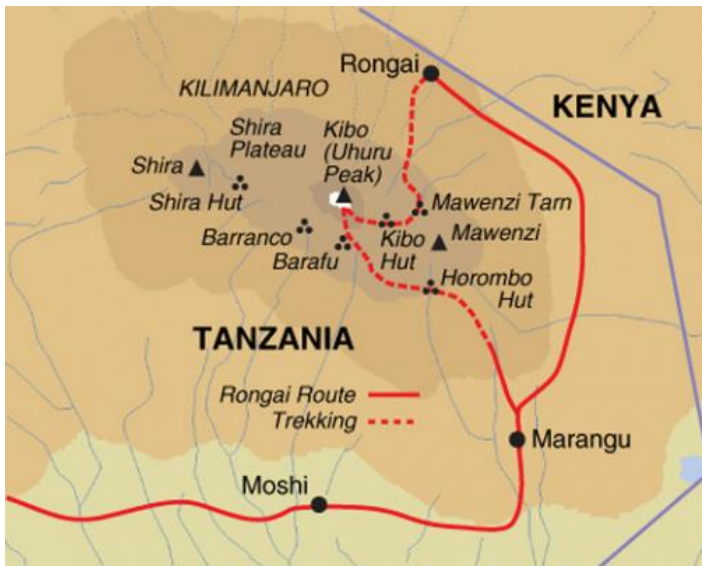 Rongai
KILIMANJARO
KENYA
Shira
Plateau
Kibo
(Uhuru
Peak)
Shira
Shira Hut
Mawenzi Tarn
Barranco
Kibo
Hut
Mawenzi
Barafu
Horombo
Hut
TANZANIA
Rongai Route
Trekking
Marangu
Moshi